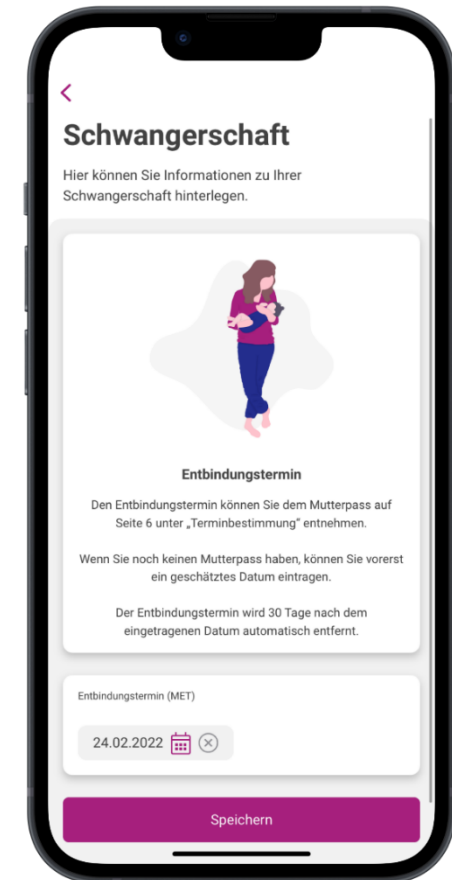 Schwangerschaft
Hier können Sie Informationen zu Ihrer
Schwangerschaft hinterlegen.
Entbindungstermin
Den Entbindungstermin können Sie dem Mutterpass auf
Seite 6 unter „Terminbestimmung“ entnehmen.
Wenn Sie noch keinen Mutterpass haben, können Sie vorerst
ein geschätztes Datum eintragen.
Der Entbindungstermin wird 30 Tage nach dem
eingetragenen Datum automatisch entfernt.
Entbindungstermin (MET)
24.02.2022
Speichern